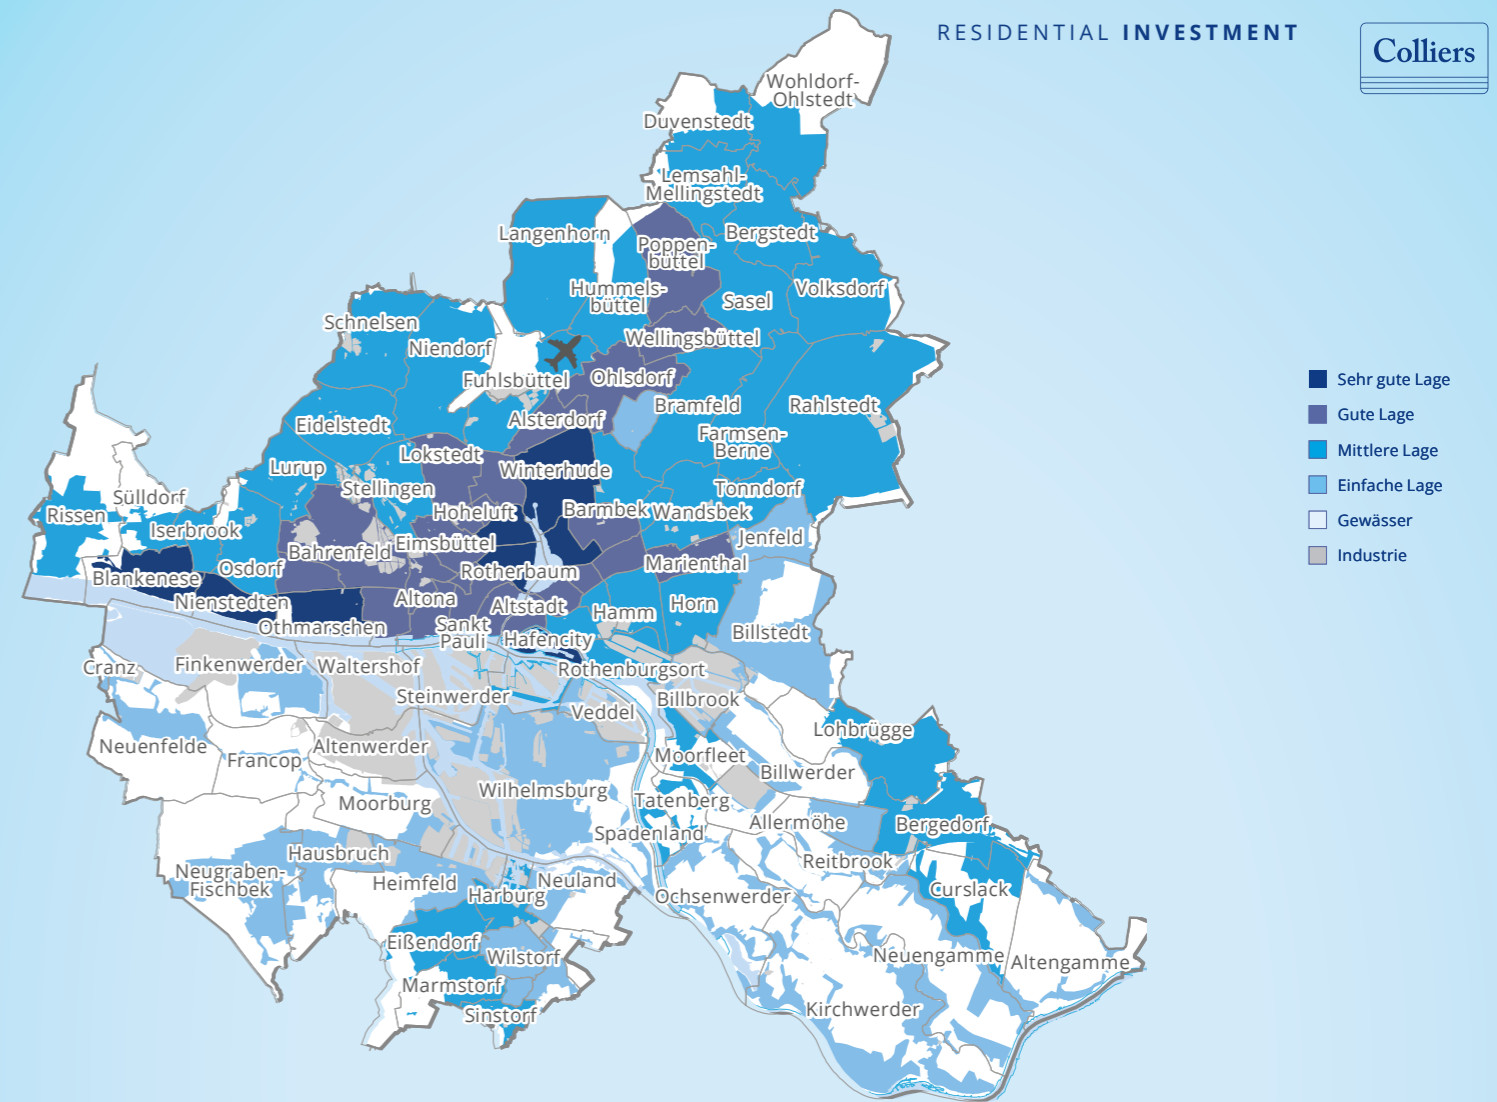 RESIDENTIAL INVESTMENT
Colliers
Wohldorf-
Ohlstedt
Duvenstedt
Lemsahl-
Mellingstedt
Langenhorn
Poppen-
büttel
Bergstedt
Hummels-
büttel
Sasel
Volksdorf
Schnelsen
Niendorf
Wellingsbüttel
Fuhlsbüttel
Ohlsdorf
Alsterdorf
Bramfeld
Rahlstedt
Eidelstedt
Farmsen-
Berne
Lokstedt
Lurup
Winterhude
Stellingen
Tonndorf
Sülldorf
Rissen
Hoheluft
Barmbek
Wandsbek
Iserbrook
Eimsbüttel
Jenfeld
Bahrenfeld
Marienthal
Osdorf
Rotherbaum
Blankenese
Nienstedten
Altona
Altstadt
Hamm
Horn
Othmarschen
Sankt
Pauli
Hafencity
Billstedt
Cranz
Finkenwerder
Waltershof
Rothenburgsort
Steinwerder
Billbrook
Veddel
Lohbrügge
Neuenfelde
Francop
Altenwerder
Moorfleet
Billwerder
Moorburg
Wilhelmsburg
Tatenberg
Allermöhe
Bergedorf
Spadenland
Hausbruch
Reitbrook
Neugraben-
Fischbek
Heimfeld
Harburg
Neuland
Ochsenwerder
Curslack
Eißendorf
Wilstorf
Neuengamme
Altengamme
Marmstorf
Sinstorf
Kirchwerder
Sehr gute Lage
Gute Lage
Mittlere Lage
Einfache Lage
Gewässer
Industrie